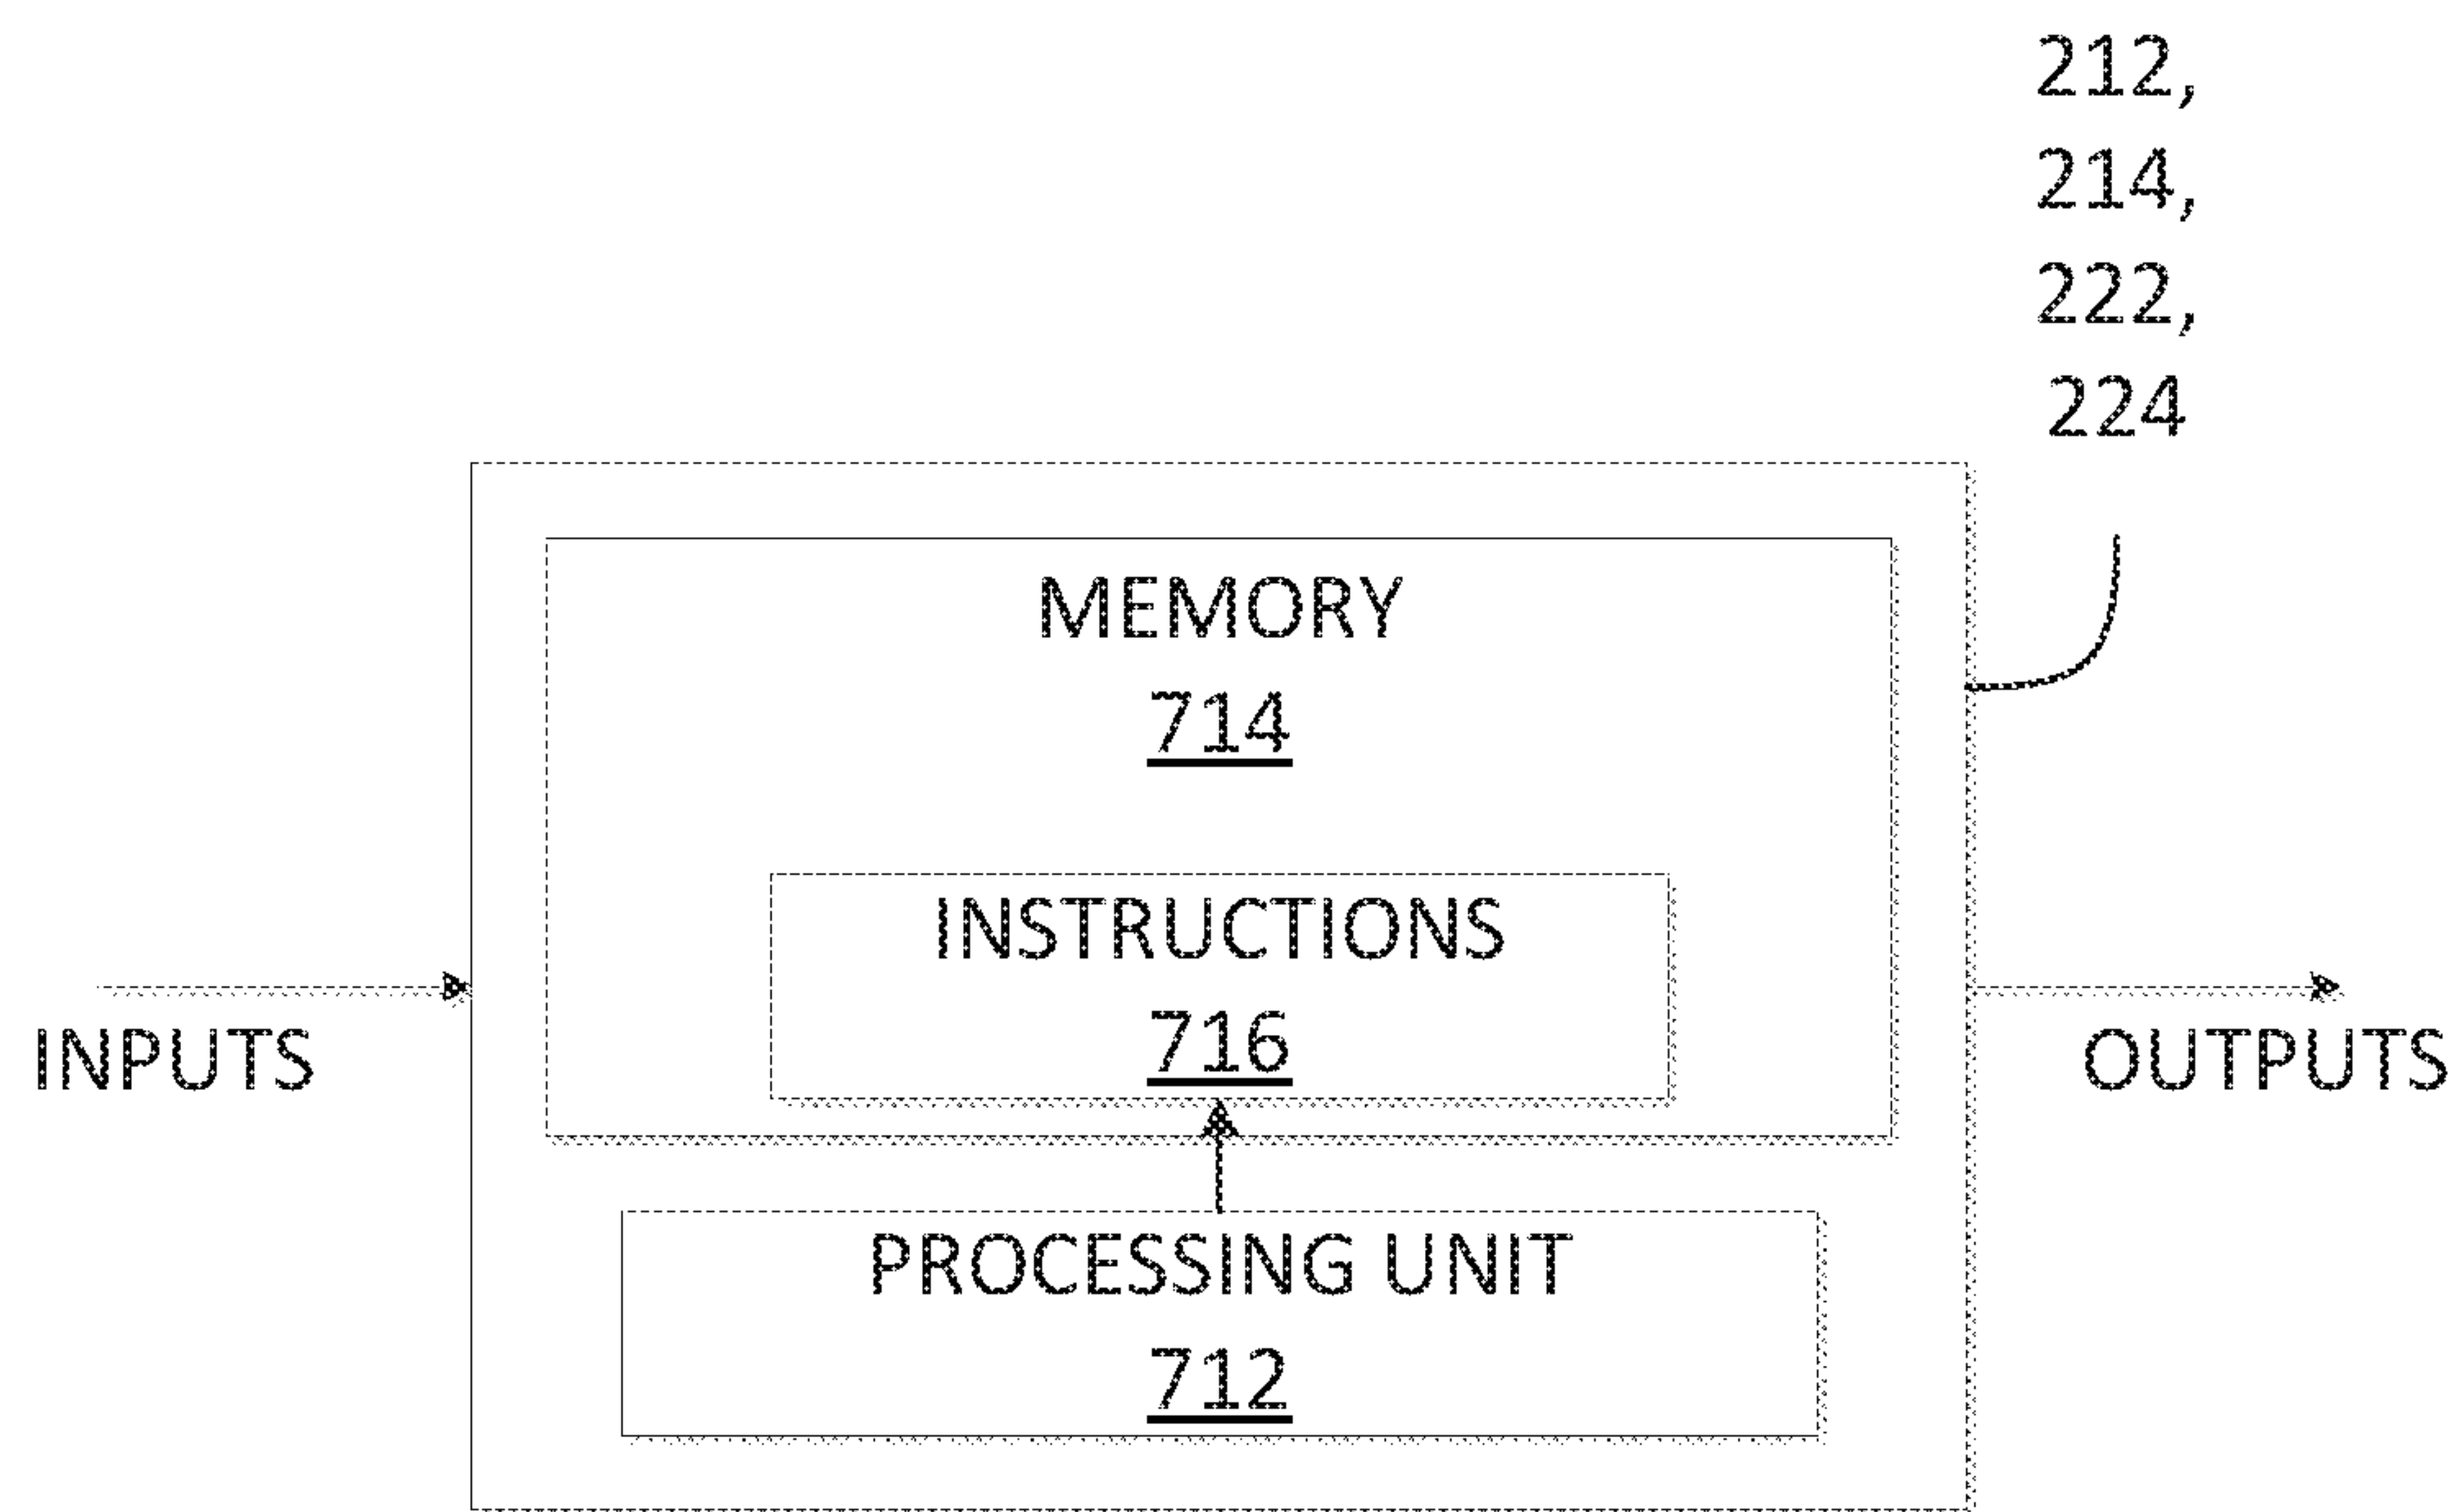 212,
214,
222,
224
MEMORY
714
INSTRUCTIONS
716
INPUTS
OUTPUTS
PROCESSING UNIT
712